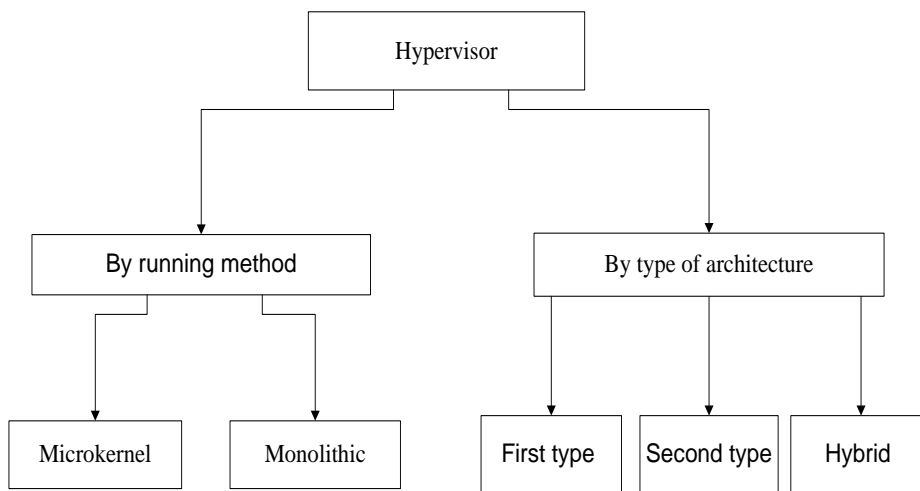 Hypervisor
By running method
By type of architecture
Microkernel
Monolithic
First type
Second type
Hybrid